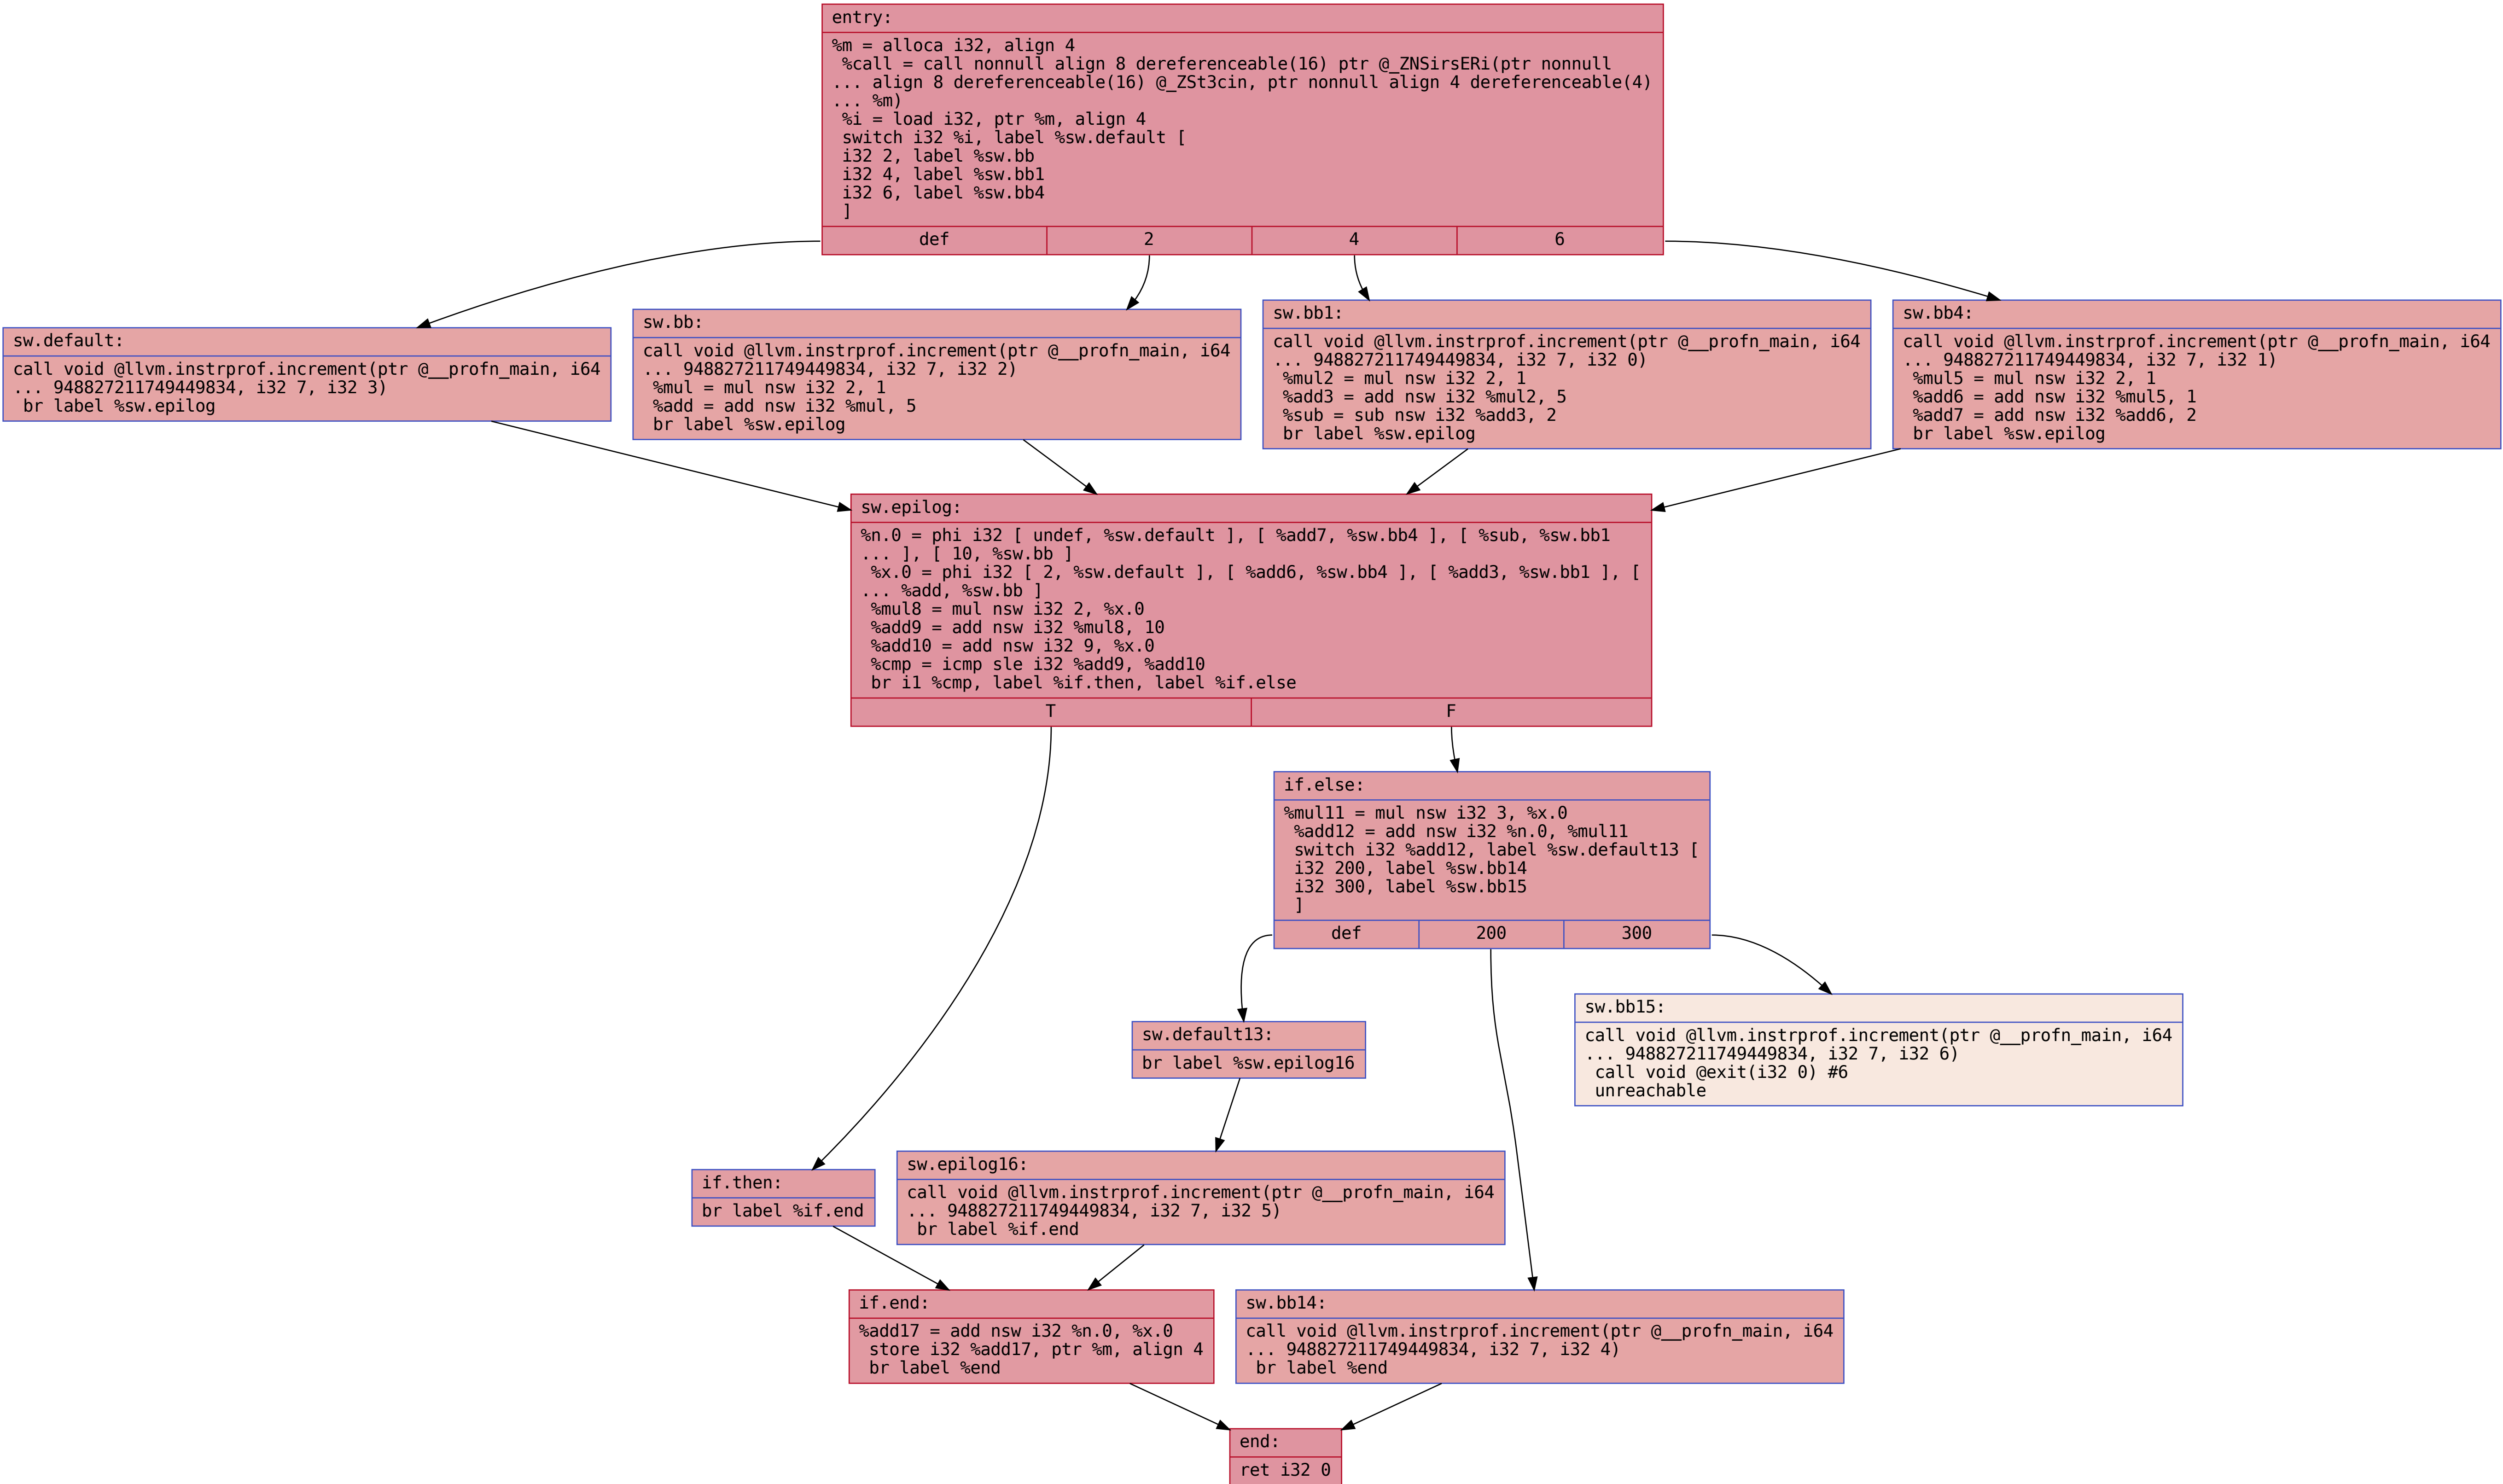 entry:
%m = alloca i32, align 4
%call = call nonnull align 8 dereferenceable(16) ptr @_ZNSirsERi(ptr nonnull
... align 8 dereferenceable(16) @_ZSt3cin, ptr nonnull align 4 dereferenceable(4)
... %m)
%i = load i32, ptr %m, align 4
switch i32 %i, label %sw.default [
i32 2, label %sw.bb
i32 4, label %sw.bb1
i32 6, label %sw.bb4
]
def 2 4 6
sw.default:
call void @llvm.instrprof.increment(ptr @__profn_main, i64
... 948827211749449834, i32 7, i32 3)
br label %sw.epilog
sw.bb:
call void @llvm.instrprof.increment(ptr @__profn_main, i64
... 948827211749449834, i32 7, i32 2)
%mul = mul nsw i32 2, 1
%add = add nsw i32 %mul, 5
br label %sw.epilog
sw.bb1:
call void @llvm.instrprof.increment(ptr @__profn_main, i64
... 948827211749449834, i32 7, i32 0)
%mul2 = mul nsw i32 2, 1
%add3 = add nsw i32 %mul2, 5
%sub = sub nsw i32 %add3, 2
br label %sw.epilog
sw.bb4:
call void @llvm.instrprof.increment(ptr @__profn_main, i64
... 948827211749449834, i32 7, i32 1)
%mul5 = mul nsw i32 2, 1
%add6 = add nsw i32 %mul5, 1
%add7 = add nsw i32 %add6, 2
br label %sw.epilog
sw.epilog:
%n.0 = phi i32 [ undef, %sw.default ], [ %add7, %sw.bb4 ], [ %sub, %sw.bb1
... ], [ 10, %sw.bb ]
%x.0 = phi i32 [ 2, %sw.default ], [ %add6, %sw.bb4 ], [ %add3, %sw.bb1 ], [
... %add, %sw.bb ]
%mul8 = mul nsw i32 2, %x.0
%add9 = add nsw i32 %mul8, 10
%add10 = add nsw i32 9, %x.0
%cmp = icmp sle i32 %add9, %add10
br i1 %cmp, label %if.then, label %if.else
T F
if.else:
%mul11 = mul nsw i32 3, %x.0
%add12 = add nsw i32 %n.0, %mul11
switch i32 %add12, label %sw.default13 [
i32 200, label %sw.bb14
i32 300, label %sw.bb15
]
def 200 300
sw.bb15:
call void @llvm.instrprof.increment(ptr @__profn_main, i64
... 948827211749449834, i32 7, i32 6)
call void @exit(i32 0) #6
unreachable
sw.default13:
br label %sw.epilog16
if.then:
br label %if.end
sw.epilog16:
call void @llvm.instrprof.increment(ptr @__profn_main, i64
... 948827211749449834, i32 7, i32 5)
br label %if.end
if.end:
%add17 = add nsw i32 %n.0, %x.0
store i32 %add17, ptr %m, align 4
br label %end
sw.bb14:
call void @llvm.instrprof.increment(ptr @__profn_main, i64
... 948827211749449834, i32 7, i32 4)
br label %end
end:
ret i32 0